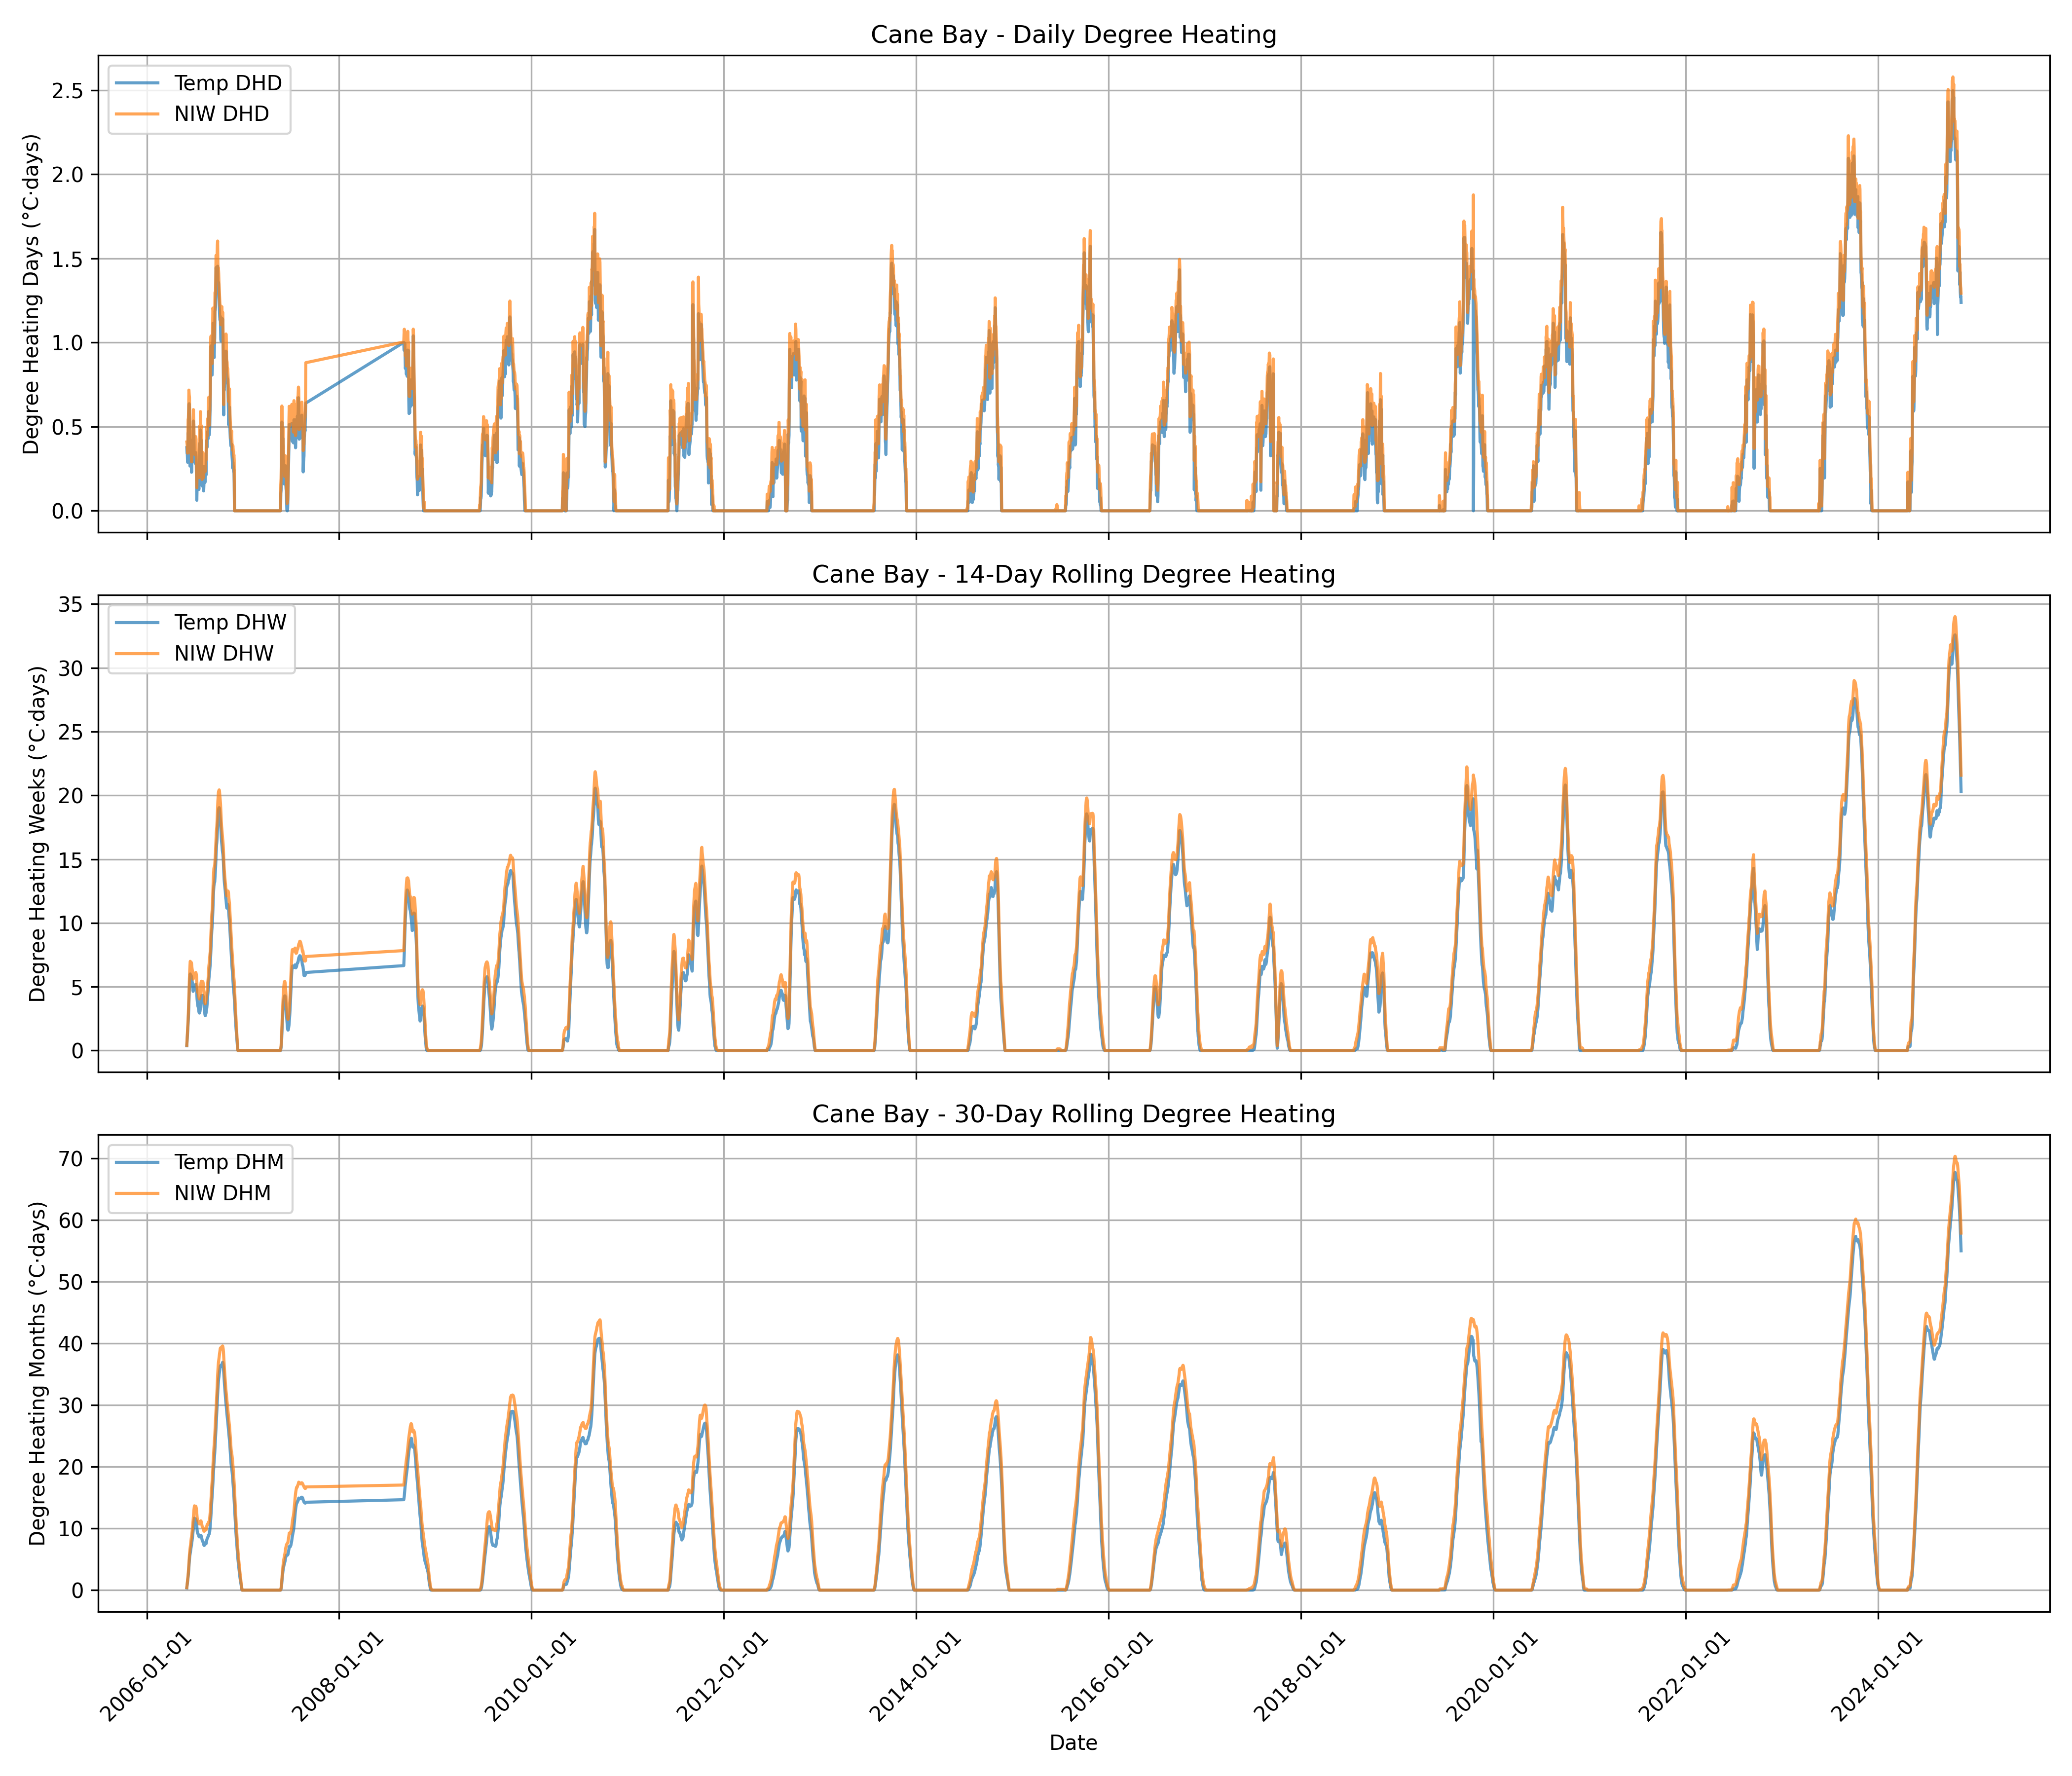 Cane Bay - Daily Degree Heating
Degree Heating Days (°C·days)
2.5
2.0
1.5
1.0
0.5
0.0
Temp DHD
NIW DHD
Cane Bay - 14-Day Rolling Degree Heating
Degree Heating Weeks (°C·days)
35
30
25
20
15
10
5
0
Temp DHW
NIW DHW
Cane Bay - 30-Day Rolling Degree Heating
Degree Heating Months (°C·days)
70
60
50
40
30
20
10
0
Temp DHM
NIW DHM
2006-01-01
2008-01-01
2010-01-01
2012-01-01
2014-01-01
2016-01-01
2018-01-01
2020-01-01
2022-01-01
2024-01-01
Date